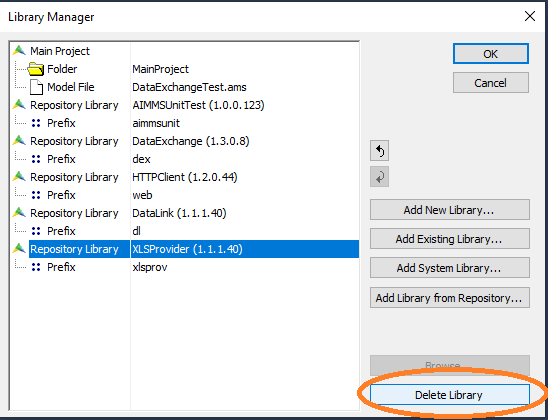 Library Manager
Main Project
Folder MainProject
Model File DataExchangeTest.ams
Repository Library AIMMSUnitTest (1.0.0.123)
Prefix aimmsunit
Repository Library DataExchange (1.3.0.8)
Prefix dex
Repository Library HTTPClient (1.2.0.44)
Prefix web
Repository Library DataLink (1.1.1.40)
Prefix dl
Repository Library XLSProvider (1.1.1.40)
Prefix xlsprov
OK
Cancel
Add New Library...
Add Existing Library...
Add System Library...
Add Library from Repository...
Browse...
Delete Library